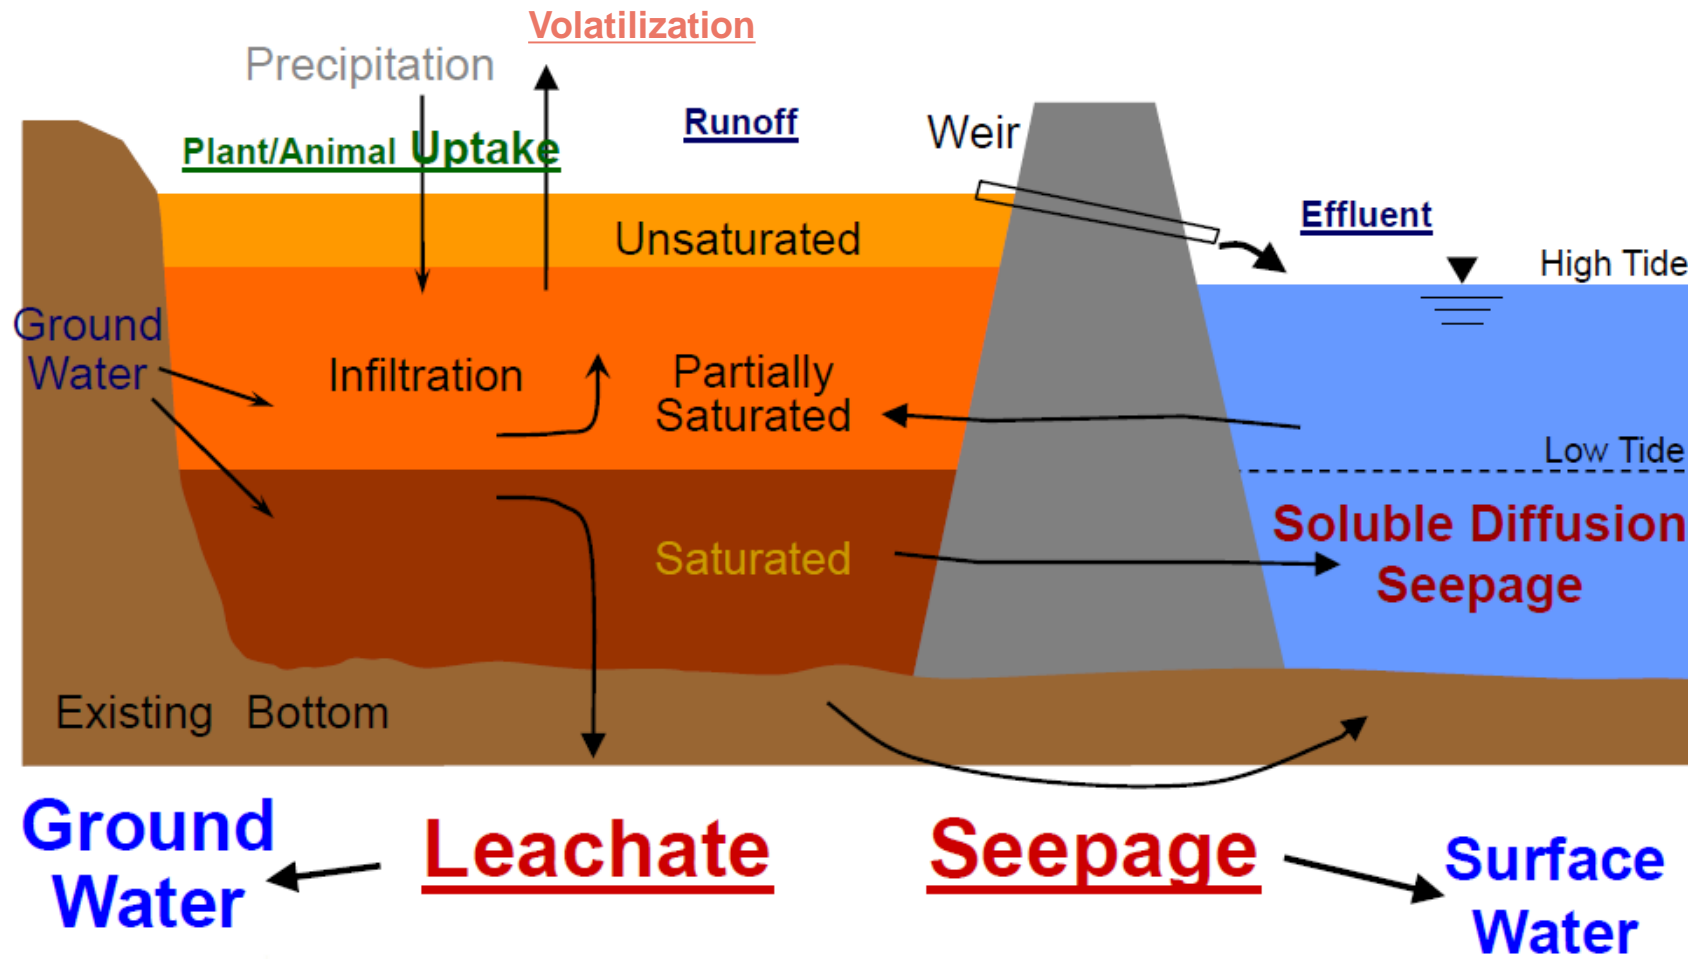 Volatilization
Precipitation
Runoff
Weir
Plant/Animal Uptake
Effluent
Unsaturated
High Tide
Ground
Water
Infiltration
Partially
Saturated
Low Tide
Soluble Diffusion
Seepage
Saturated
Existing Bottom
Ground
Water
Leachate
Seepage
Surface
Water